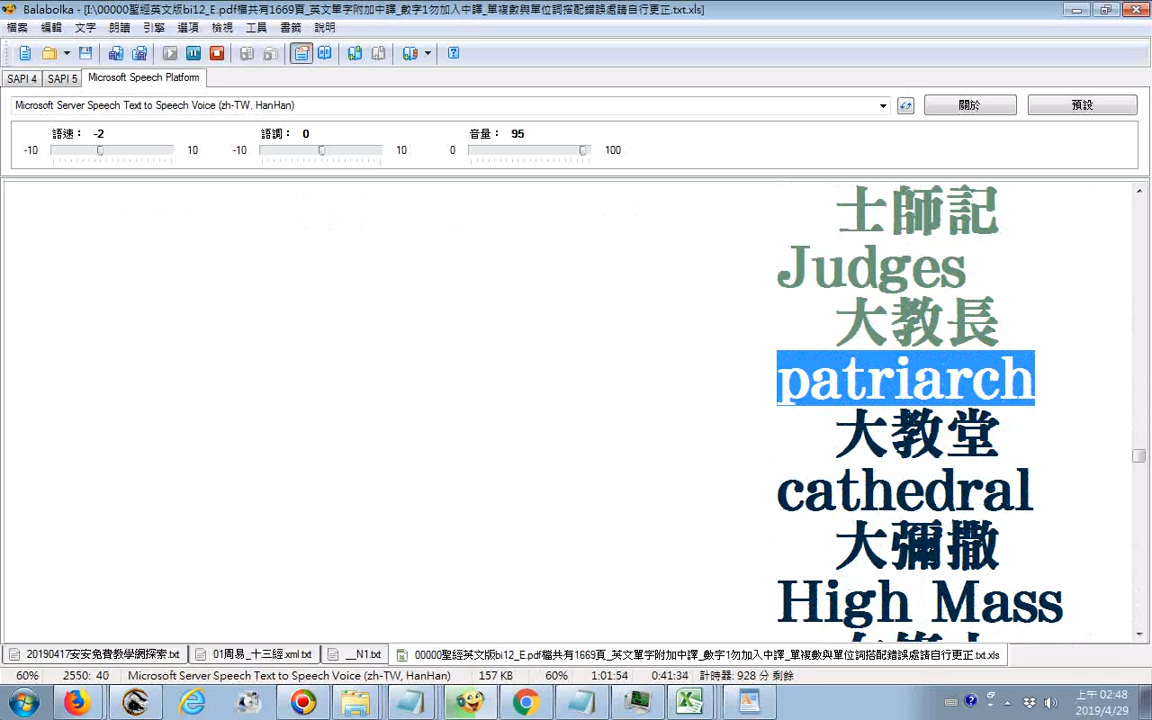 Balabolka - [I:\00000聖經英文版bi12_E.pdf檔共有1669頁_英文單字附加中譯_數字1勿加入中譯_單複數與單位詞搭配錯誤處請自行更正.txt.xls]
檔案 編輯 文字 朗讀 引擎 選項 檢視 工具 書籤 說明
SAPI 4 SAPI 5 Microsoft Speech Platform
Microsoft Server Speech Text to Speech Voice (zh-TW, HanHan) 關於 預設
語速： -2 語調： 0 音量： 95
-10 10 -10 10 0 100
士師記
Judges
大教長
patriarch
大教堂
cathedral
大彌撒
High Mass
20190417安安免費教學網探索.txt 01周易_十三經.xml.txt __N1.txt 00000聖經英文版bi12_E.pdf檔共有1669頁_英文單字附加中譯_數字1勿加入中譯_單複數與單位詞搭配錯誤處請自行更正.txt.xls
60% 2550: 40 Microsoft Server Speech Text to Speech Voice (zh-TW, HanHan) 157 KB 60% 1:01:54 0:41:34 計時器: 928 分 剩餘
上午 02:48
2019/4/29